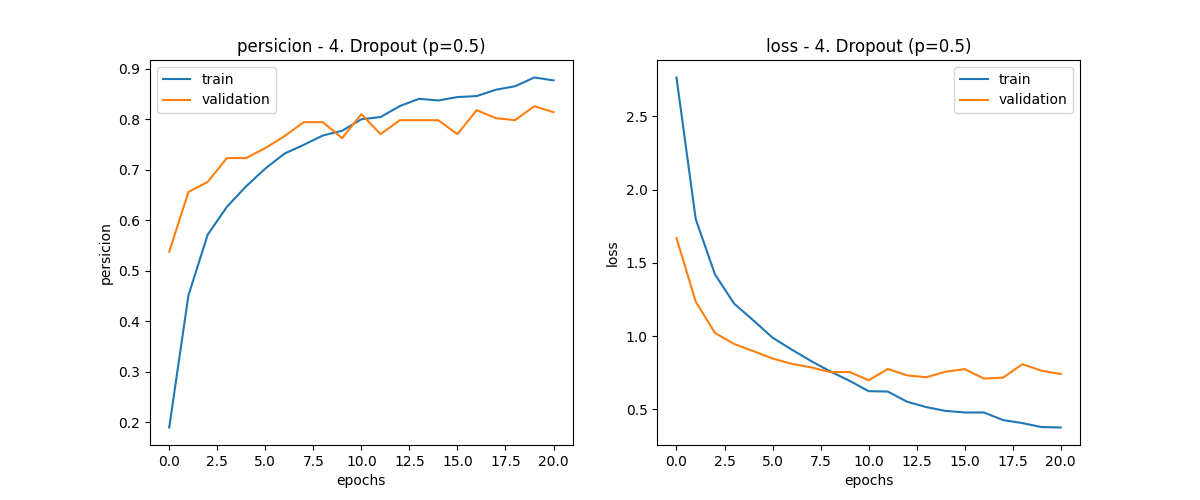 persicion - 4. Dropout (p=0.5)
train
validation
0.9
0.8
0.7
0.6
0.5
0.4
0.3
0.2
persicion
0.0 2.5 5.0 7.5 10.0 12.5 15.0 17.5 20.0
epochs
loss - 4. Dropout (p=0.5)
train
validation
2.5
2.0
1.5
1.0
0.5
loss
0.0 2.5 5.0 7.5 10.0 12.5 15.0 17.5 20.0
epochs